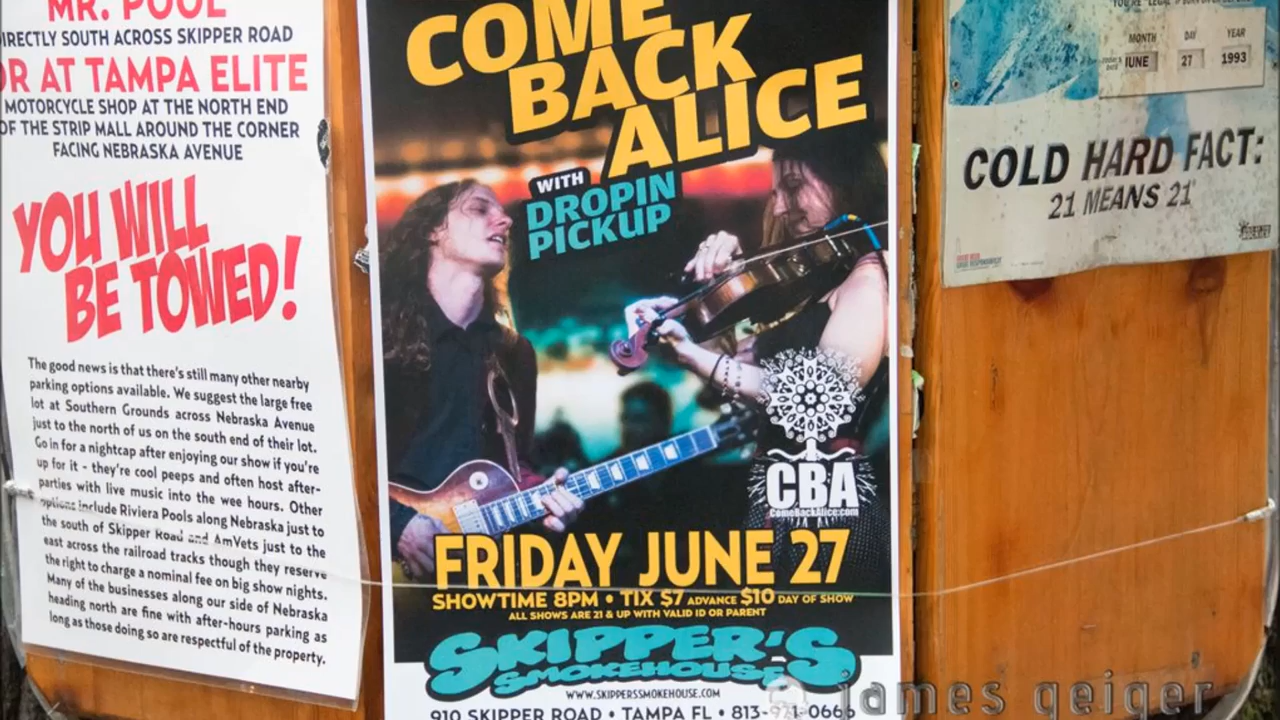 MR. POOL
DIRECTLY SOUTH ACROSS SKIPPER ROAD
OR AT TAMPA ELITE
MOTORCYCLE SHOP AT THE NORTH END
OF THE STRIP MALL AROUND THE CORNER
FACING NEBRASKA AVENUE
YOU WILL
BE TOWED!
The good news is that there's still many other nearby
parking options available. We suggest the large free
lot at Southern Grounds across Nebraska Avenue
just to the north of us on the south end of their lot.
Go in for a nightcap after enjoying our show if you're
up for it - they're cool peeps and often host after-
parties with live music into the wee hours. Other
options include Riviera Pools along Nebraska just to
the south of Skipper Road and AmVets just to the
east across the railroad tracks though they reserve
the right to charge a nominal fee on big show nights.
Many of the businesses along our side of Nebraska
heading north are fine with after-hours parking as
long as those doing so are respectful of the property.
COME
BACK
ALICE
WITH
DROPIN
PICKUP
CBA
ComeBackAlice.com
FRIDAY JUNE 27
SHOWTIME 8PM • TIX $7 ADVANCE $10 DAY OF SHOW
ALL SHOWS ARE 21 & UP WITH VALID ID OR PARENT
SKIPPER'S
SMOKEHOUSE
WWW.SKIPPERSSMOKEHOUSE.COM
910 SKIPPER ROAD • TAMPA FL • 813-971-0666
MONTH DAY YEAR
JUNE 27 1993
COLD HARD FACT:
21 MEANS 21
james geiger